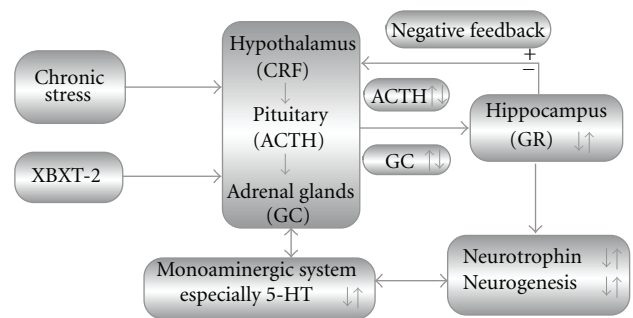 Negative feedback
+
−
Hypothalamus
(CRF)
↓
Pituitary
(ACTH)
↓
Adrenal glands
(GC)
Chronic
stress
XBXT-2
ACTH ↑↓
GC ↑↓
Hippocampus
(GR) ↓↑
Monoaminergic system
especially 5-HT ↓↑
Neurotrophin ↓↑
Neurogenesis ↓↑